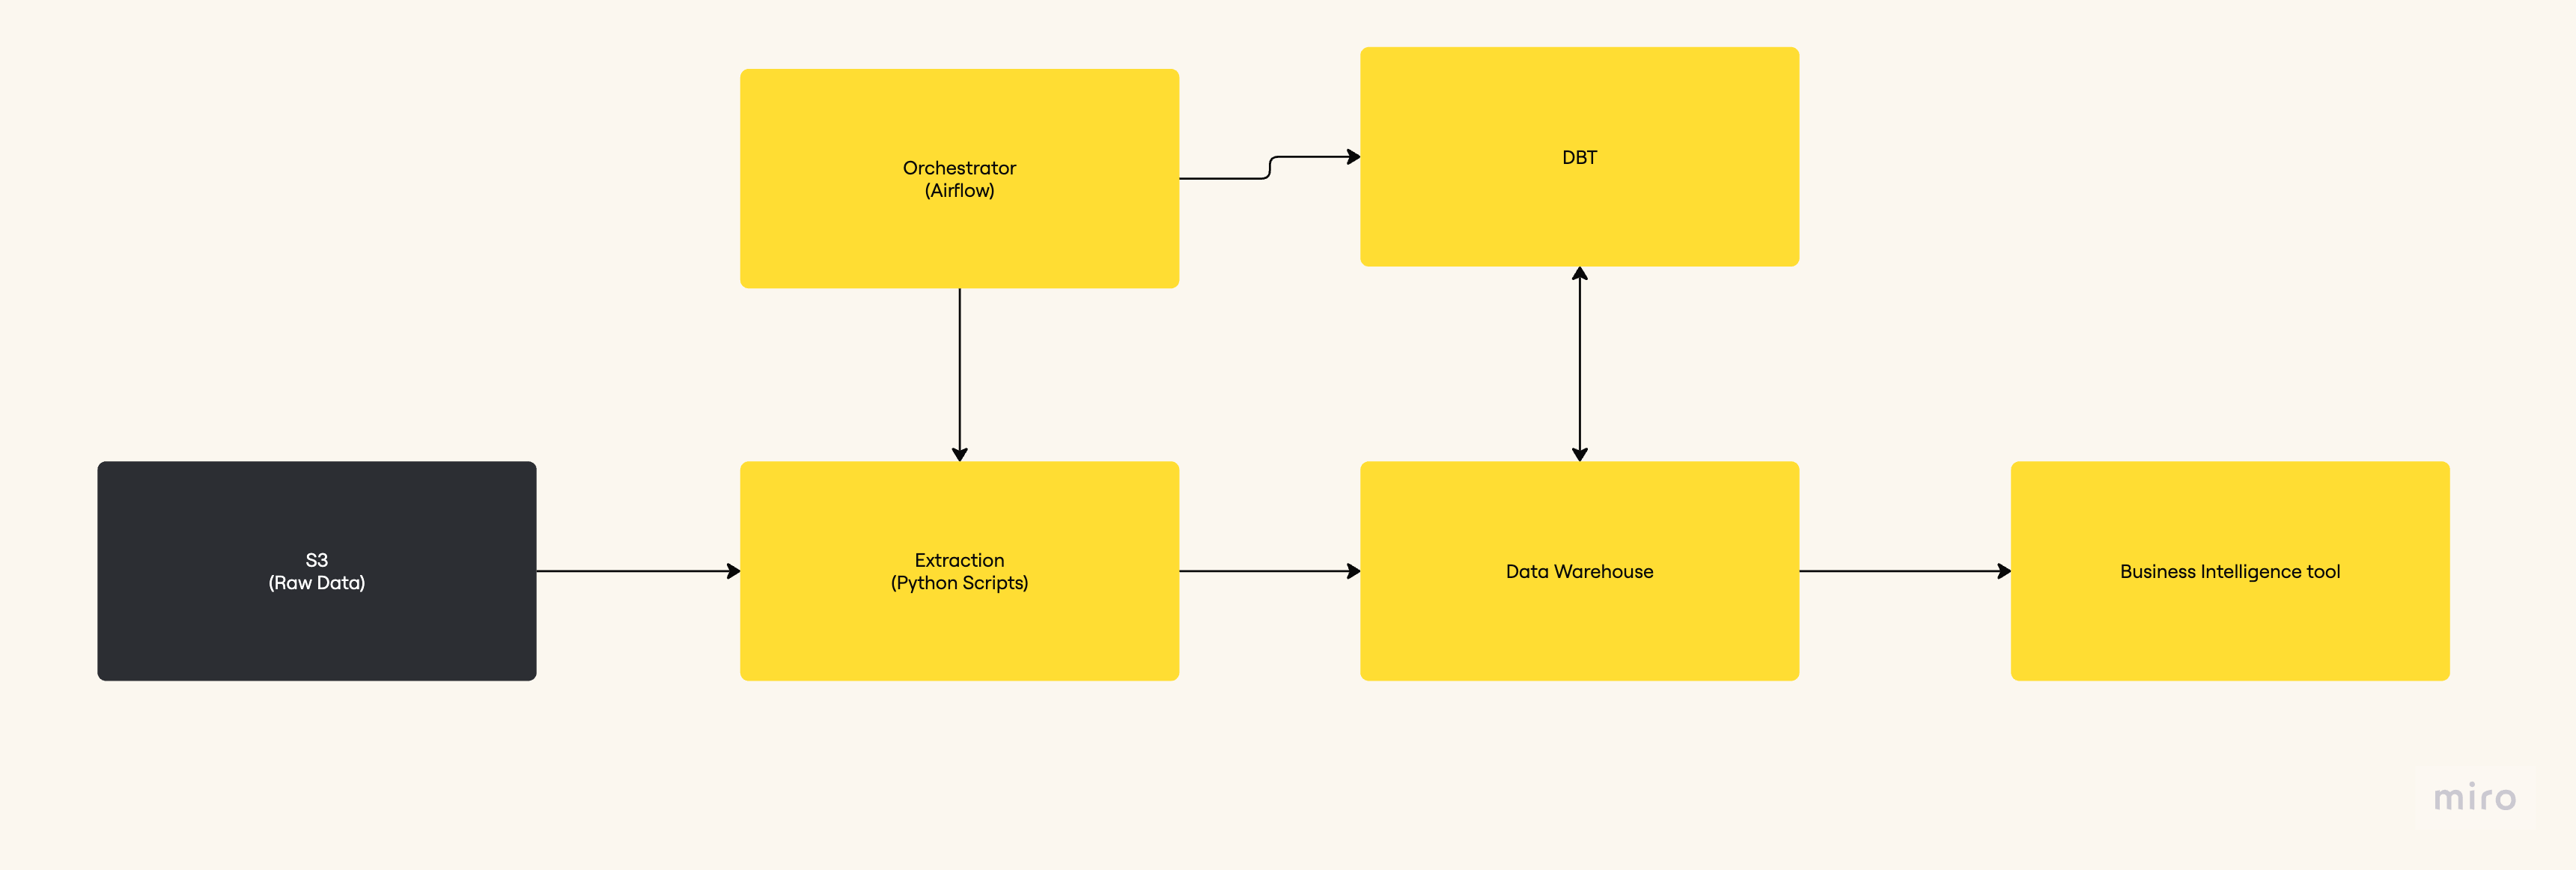 Orchestrator
(Airflow)
DBT
S3
(Raw Data)
Extraction
(Python Scripts)
Data Warehouse
Business Intelligence tool
miro